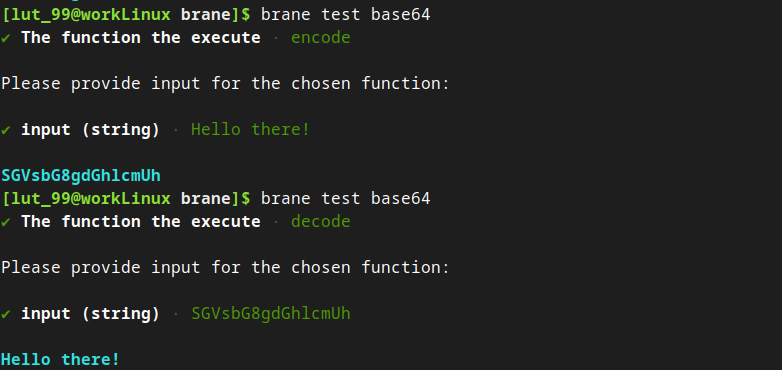 [lut_99@workLinux brane]$ brane test base64
✔ The function the execute · encode
Please provide input for the chosen function:
✔ input (string) · Hello there!
SGVsbG8gdGhlcmUh
[lut_99@workLinux brane]$ brane test base64
✔ The function the execute · decode
Please provide input for the chosen function:
✔ input (string) · SGVsbG8gdGhlcmUh
Hello there!